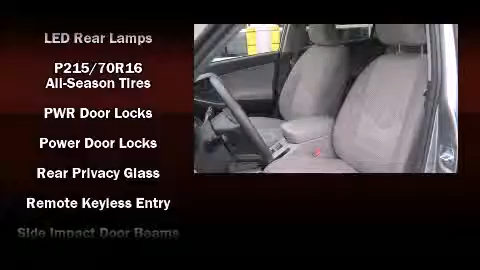 LED Rear Lamps
P215/70R16
All-Season Tires
PWR Door Locks
Power Door Locks
Rear Privacy Glass
Remote Keyless Entry
Side Impact Door Beams